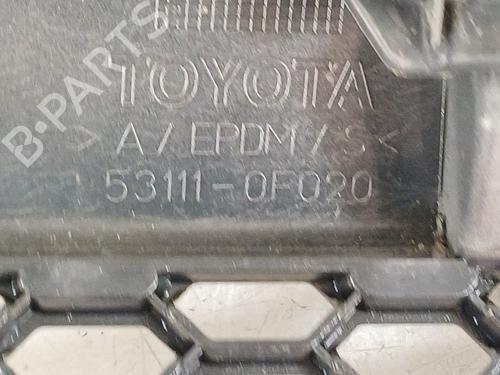 B-PARTS
TOYOTA
> A / EPDM / S <
53111-0F020